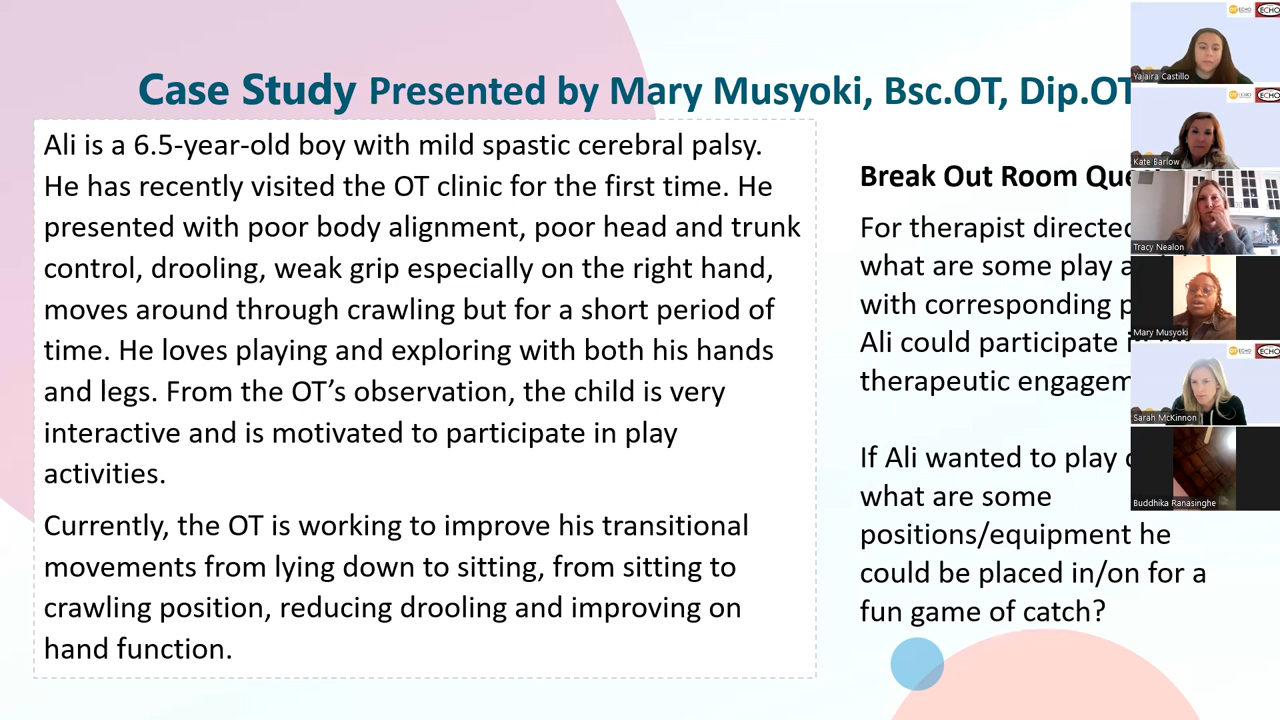 Case Study Presented by Mary Musyoki, Bsc.OT, Dip.OT
Ali is a 6.5-year-old boy with mild spastic cerebral palsy.
He has recently visited the OT clinic for the first time. He
presented with poor body alignment, poor head and trunk
control, drooling, weak grip especially on the right hand,
moves around through crawling but for a short period of
time. He loves playing and exploring with both his hands
and legs. From the OT’s observation, the child is very
interactive and is motivated to participate in play
activities.
Currently, the OT is working to improve his transitional
movements from lying down to sitting, from sitting to
crawling position, reducing drooling and improving on
hand function.
Break Out Room
For therapist directed
what are some play
with corresponding
Ali could participate
therapeutic
If Ali wanted to play
what are some
positions/equipment he
could be placed in/on for a
fun game of catch?
ECHO
Yajaira Castillo
ECHO
Kate Barlow
Tracy Nealon
Mary Musyoki
ECHO
Sarah McKinnon
Buddhika Ranasinghe